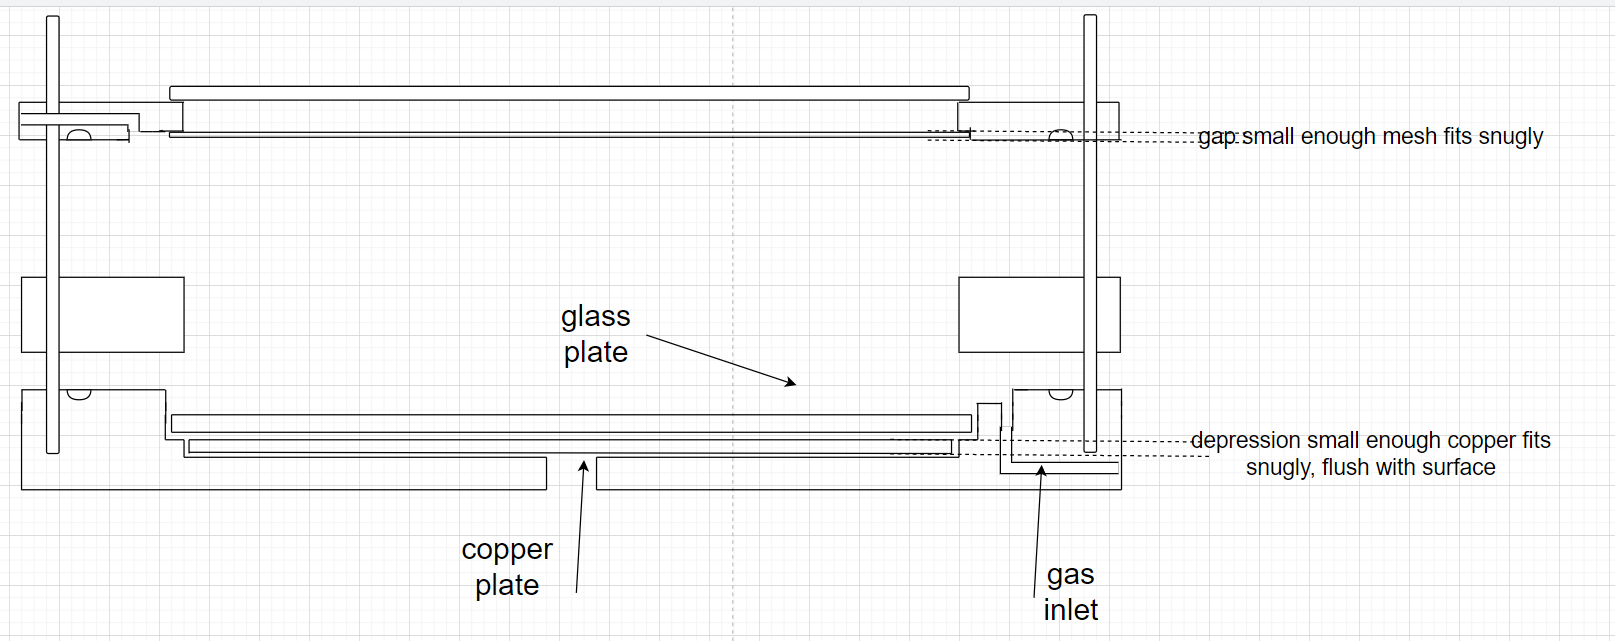 gap small enough mesh fits snugly
glass
plate
depression small enough copper fits
snugly, flush with surface
copper
plate
gas
inlet